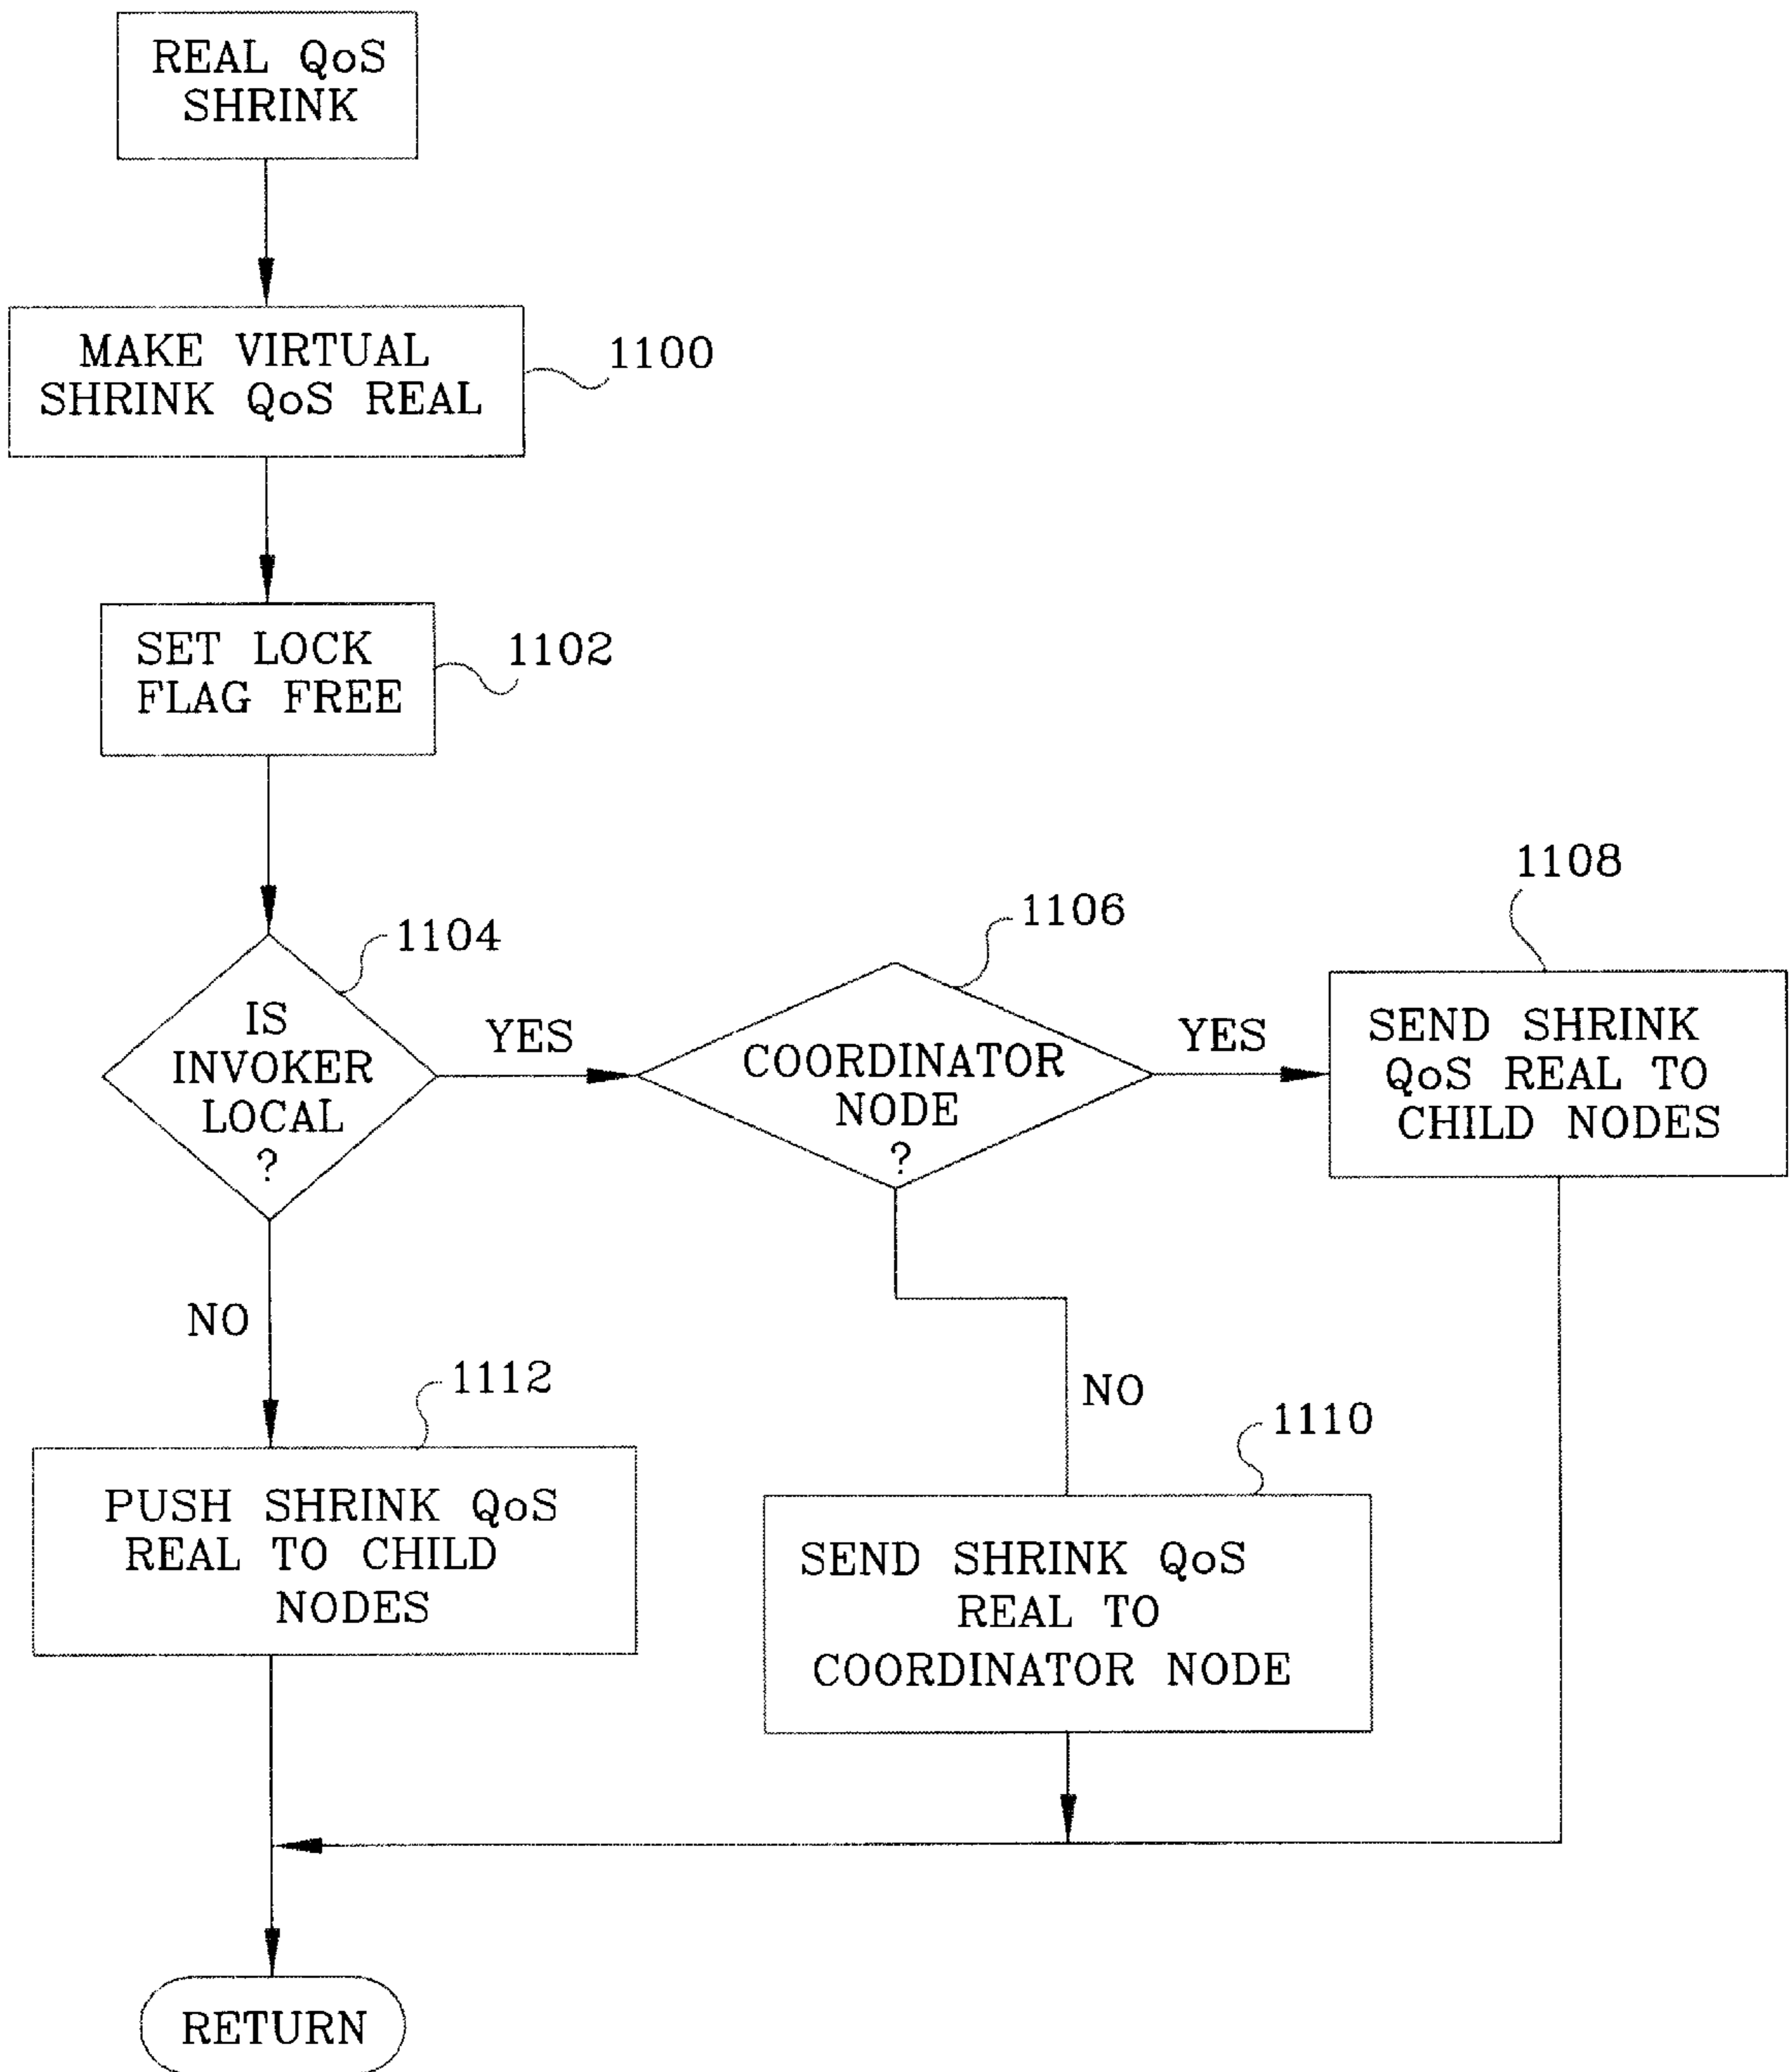 REAL QoS
SHRINK
MAKE VIRTUAL
SHRINK QoS REAL
1100
SET LOCK
FLAG FREE
1102
IS
INVOKER
LOCAL
?
1104
YES
COORDINATOR
NODE
?
1106
YES
SEND SHRINK
QoS REAL TO
CHILD NODES
1108
NO
PUSH SHRINK QoS
REAL TO CHILD
NODES
1112
NO
SEND SHRINK QoS
REAL TO
COORDINATOR NODE
1110
RETURN